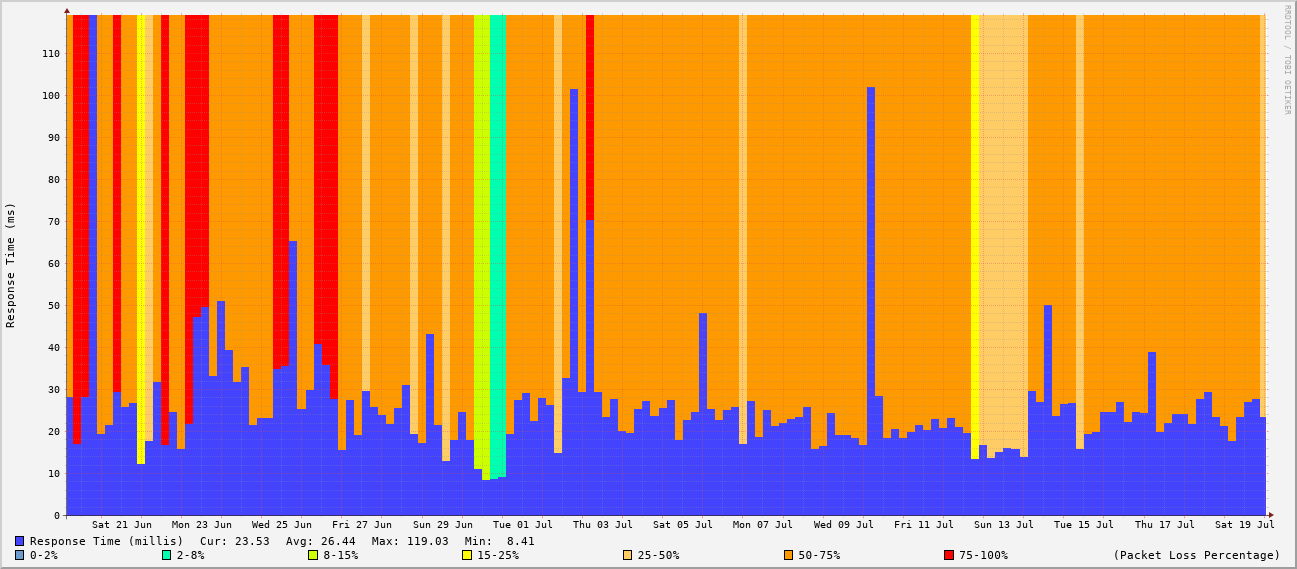 RRDTOOL / TOBI OETIKER
Response Time (ms)
110
100
90
80
70
60
50
40
30
20
10
0
Sat 21 Jun Mon 23 Jun Wed 25 Jun Fri 27 Jun Sun 29 Jun Tue 01 Jul Thu 03 Jul Sat 05 Jul Mon 07 Jul Wed 09 Jul Fri 11 Jul Sun 13 Jul Tue 15 Jul Thu 17 Jul Sat 19 Jul
Response Time (millis) Cur: 23.53 Avg: 26.44 Max: 119.03 Min: 8.41
0-2% 2-8% 8-15% 15-25% 25-50% 50-75% 75-100% (Packet Loss Percentage)